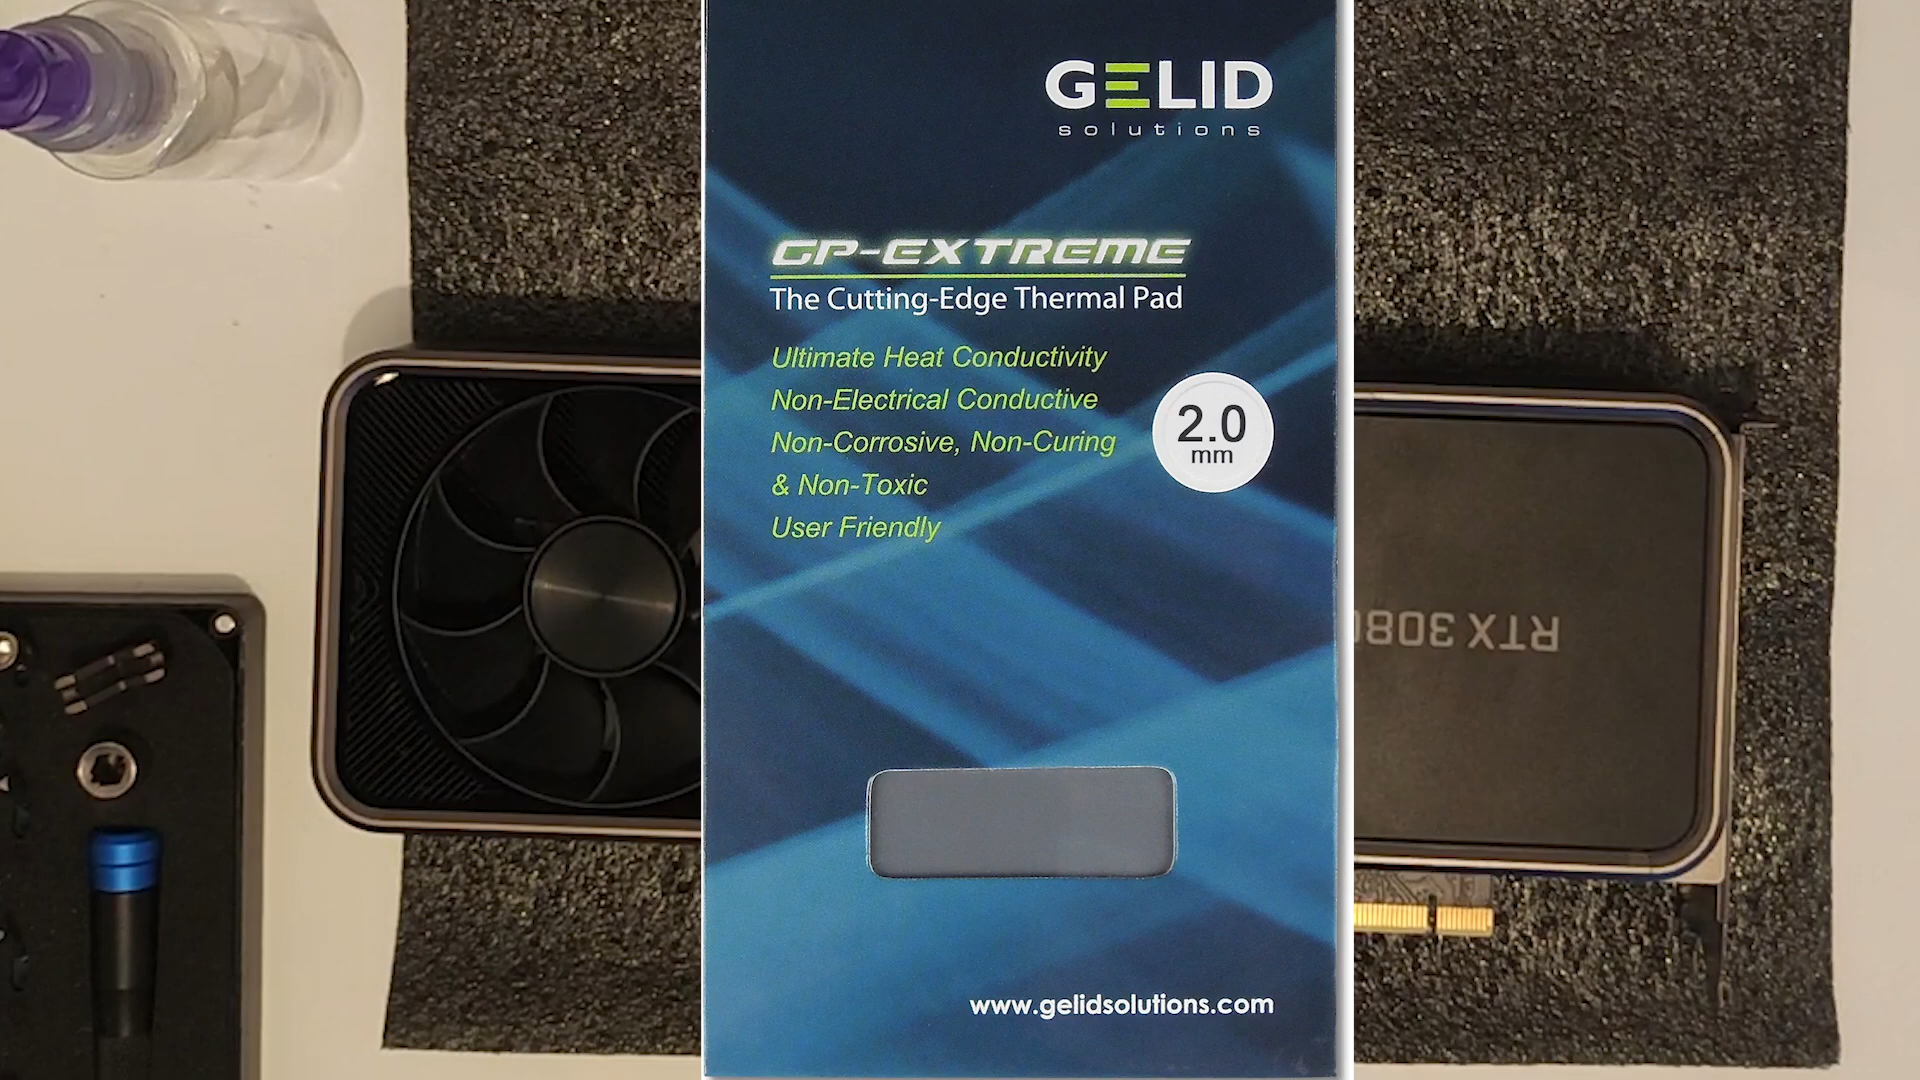 GELID
solutions
GP-EXTREME
The Cutting-Edge Thermal Pad
Ultimate Heat Conductivity
Non-Electrical Conductive
Non-Corrosive, Non-Curing
& Non-Toxic
User Friendly
2.0
mm
RTX 308
www.gelidsolutions.com